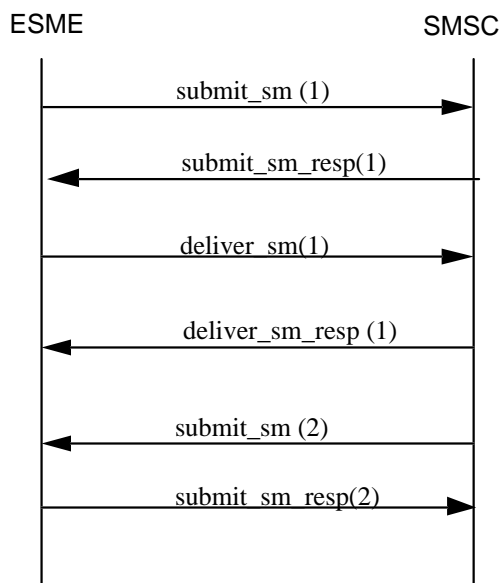 ESME SMSC
submit_sm (1)
submit_sm_resp(1)
deliver_sm(1)
deliver_sm_resp (1)
submit_sm (2)
submit_sm_resp(2)